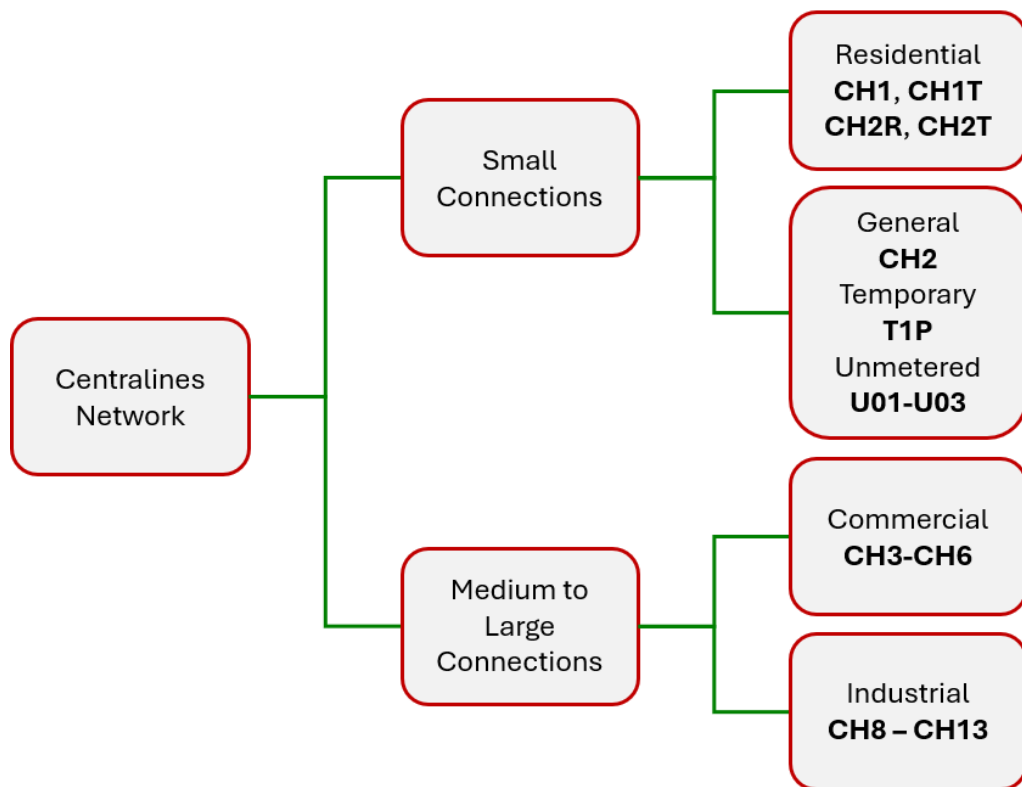 Centralines
Network
Small
Connections
Medium to
Large
Connections
Residential
CH1, CH1T
CH2R, CH2T
General
CH2
Temporary
T1P
Unmetered
U01-U03
Commercial
CH3-CH6
Industrial
CH8 – CH13